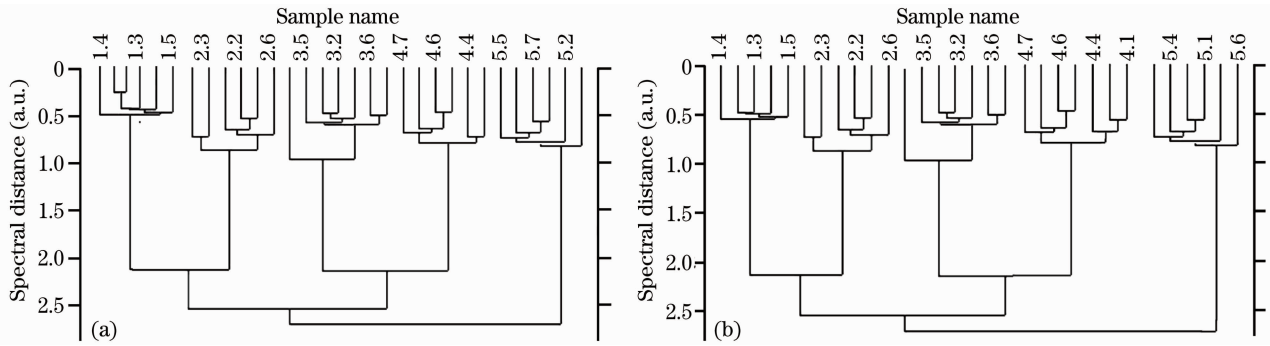 Sample name
1.4 1.3 1.5 2.3 2.2 2.6 3.5 3.2 3.6 4.7 4.6 4.4 5.5 5.7 5.2
Spectral distance (a.u.)
0
0.5
1.0
1.5
2.0
2.5
(a)
Sample name
1.4 1.3 1.5 2.3 2.2 2.6 3.5 3.2 3.6 4.7 4.6 4.4 4.1 5.4 5.1 5.6
Spectral distance (a.u.)
0
0.5
1.0
1.5
2.0
2.5
(b)